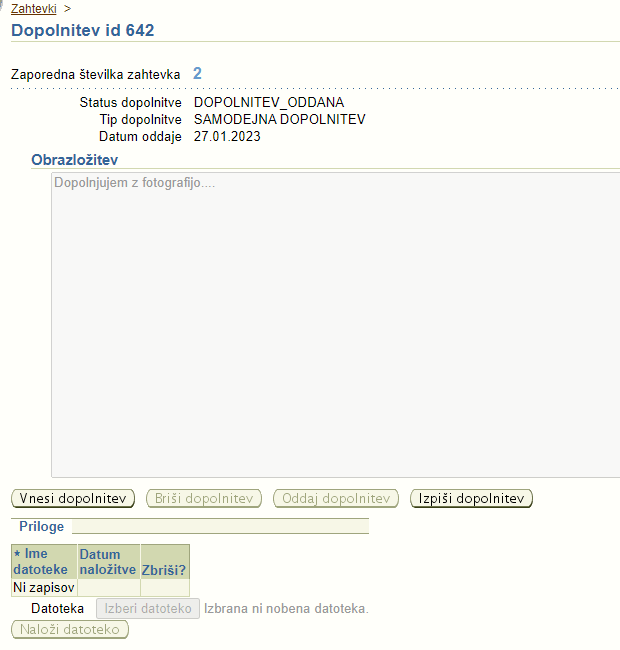 Zahtevki >
Dopolnitev id 642
Zaporedna številka zahtevka 2
Status dopolnitve DOPOLNITEV_ODDANA
Tip dopolnitve SAMODEJNA DOPOLNITEV
Datum oddaje 27.01.2023
Obrazložitev
Dopolnjujem z fotografijo....
Vnesi dopolnitev Briši dopolnitev Oddaj dopolnitev Izpiši dopolnitev
Priloge
* Ime datoteke Datum naložitve Zbriši?
Ni zapisov
Datoteka Izberi datoteko Izbrana ni nobena datoteka.
Naloži datoteko